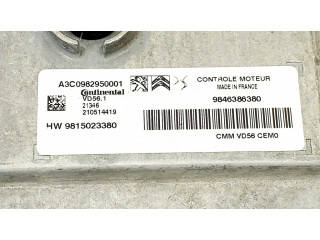 A3C0982950001
Continental
VD56.1
21346
210514419
HW 9815023380
CONTROLE MOTEUR
MADE IN FRANCE
9846386380
CMM VD56 CEM0